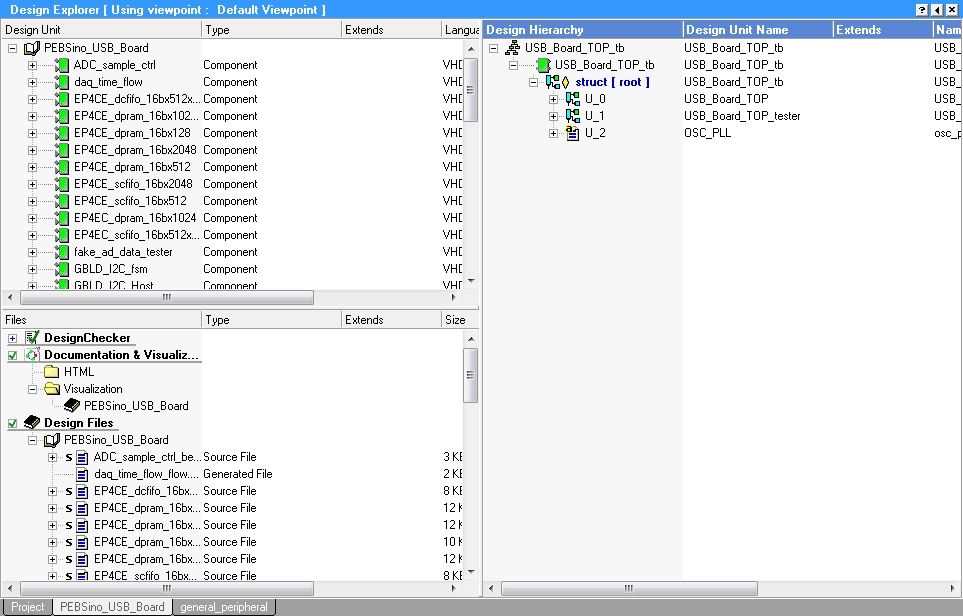 Design Explorer [ Using viewpoint : Default Viewpoint ]
Design Unit Type Extends Langua
PEBSino_USB_Board
ADC_sample_ctrl Component VHD
daq_time_flow Component VHD
EP4CE_dcfifo_16bx512x... Component VHD
EP4CE_dpram_16bx102... Component VHD
EP4CE_dpram_16bx128 Component VHD
EP4CE_dpram_16bx2048 Component VHD
EP4CE_dpram_16bx512 Component VHD
EP4CE_scfifo_16bx2048 Component VHD
EP4CE_scfifo_16bx512 Component VHD
EP4EC_dpram_16bx1024 Component VHD
EP4EC_scfifo_16bx512x... Component VHD
fake_ad_data_tester Component VHD
GBLD_I2C_fsm Component VHD
GBLD_I2C_Host Component VHD
Files Type Extends Size
DesignChecker
Documentation & Visualiz...
HTML
Visualization
PEBSino_USB_Board
Design Files
PEBSino_USB_Board
S ADC_sample_ctrl_be... Source File 3 KB
daq_time_flow_flow.... Generated File 2 KB
S EP4CE_dcfifo_16bx... Source File 8 KB
S EP4CE_dpram_16bx... Source File 12 K
S EP4CE_dpram_16bx... Source File 12 K
S EP4CE_dpram_16bx... Source File 10 K
S EP4CE_dpram_16bx... Source File 12 K
S EP4CE_scfifo_16bx... Source File 8 KB
Design Hierarchy Design Unit Name Extends Nam
USB_Board_TOP_tb USB_Board_TOP_tb USB_
USB_Board_TOP_tb USB_Board_TOP_tb USB_
struct [ root ] USB_Board_TOP_tb USB_
U_0 USB_Board_TOP USB_
U_1 USB_Board_TOP_tester USB_
U_2 OSC_PLL osc_p
Project PEBSino_USB_Board general_peripheral